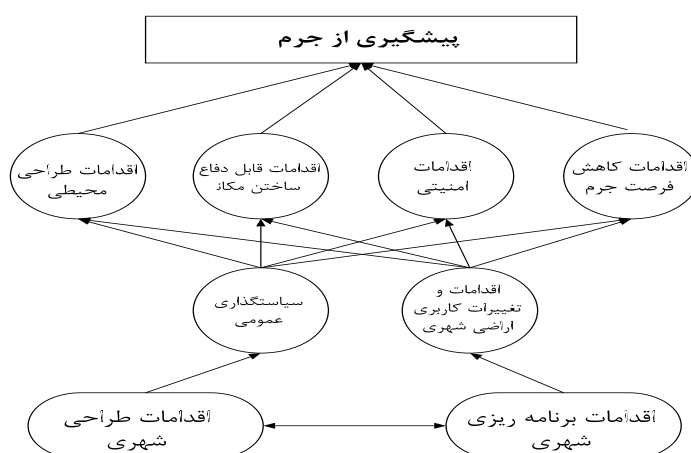 پیشگیری از جرم
اقدامات کاهش
فرصت جرم
اقدامات
امنیتی
اقدامات قابل دفاع
ساختن مکان
اقدامات طراحی
محیطی
اقدامات و
تغییرات کاربری
اراضی شهری
سیاستگذاری
عمومی
اقدامات برنامه ریزی
شهری
اقدامات طراحی
شهری